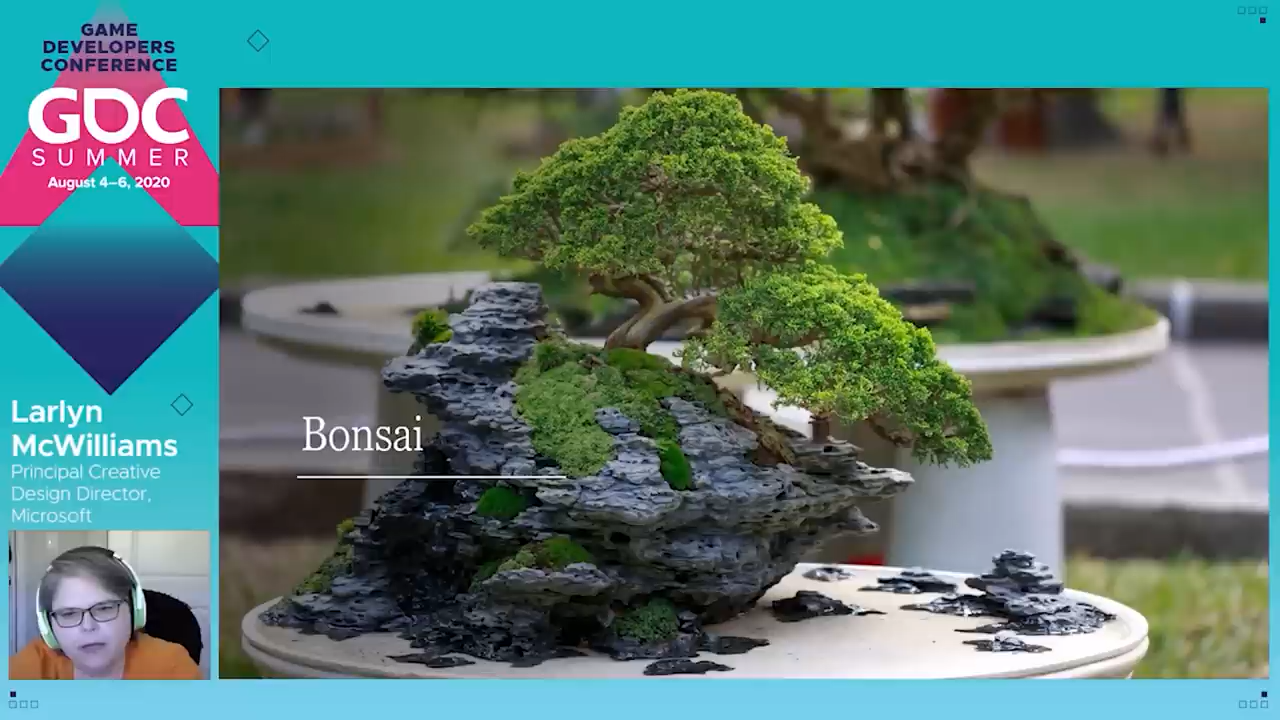 GAME
DEVELOPERS
CONFERENCE
GDC
SUMMER
August 4–6, 2020
Larlyn
McWilliams
Principal Creative
Design Director,
Microsoft
Bonsai